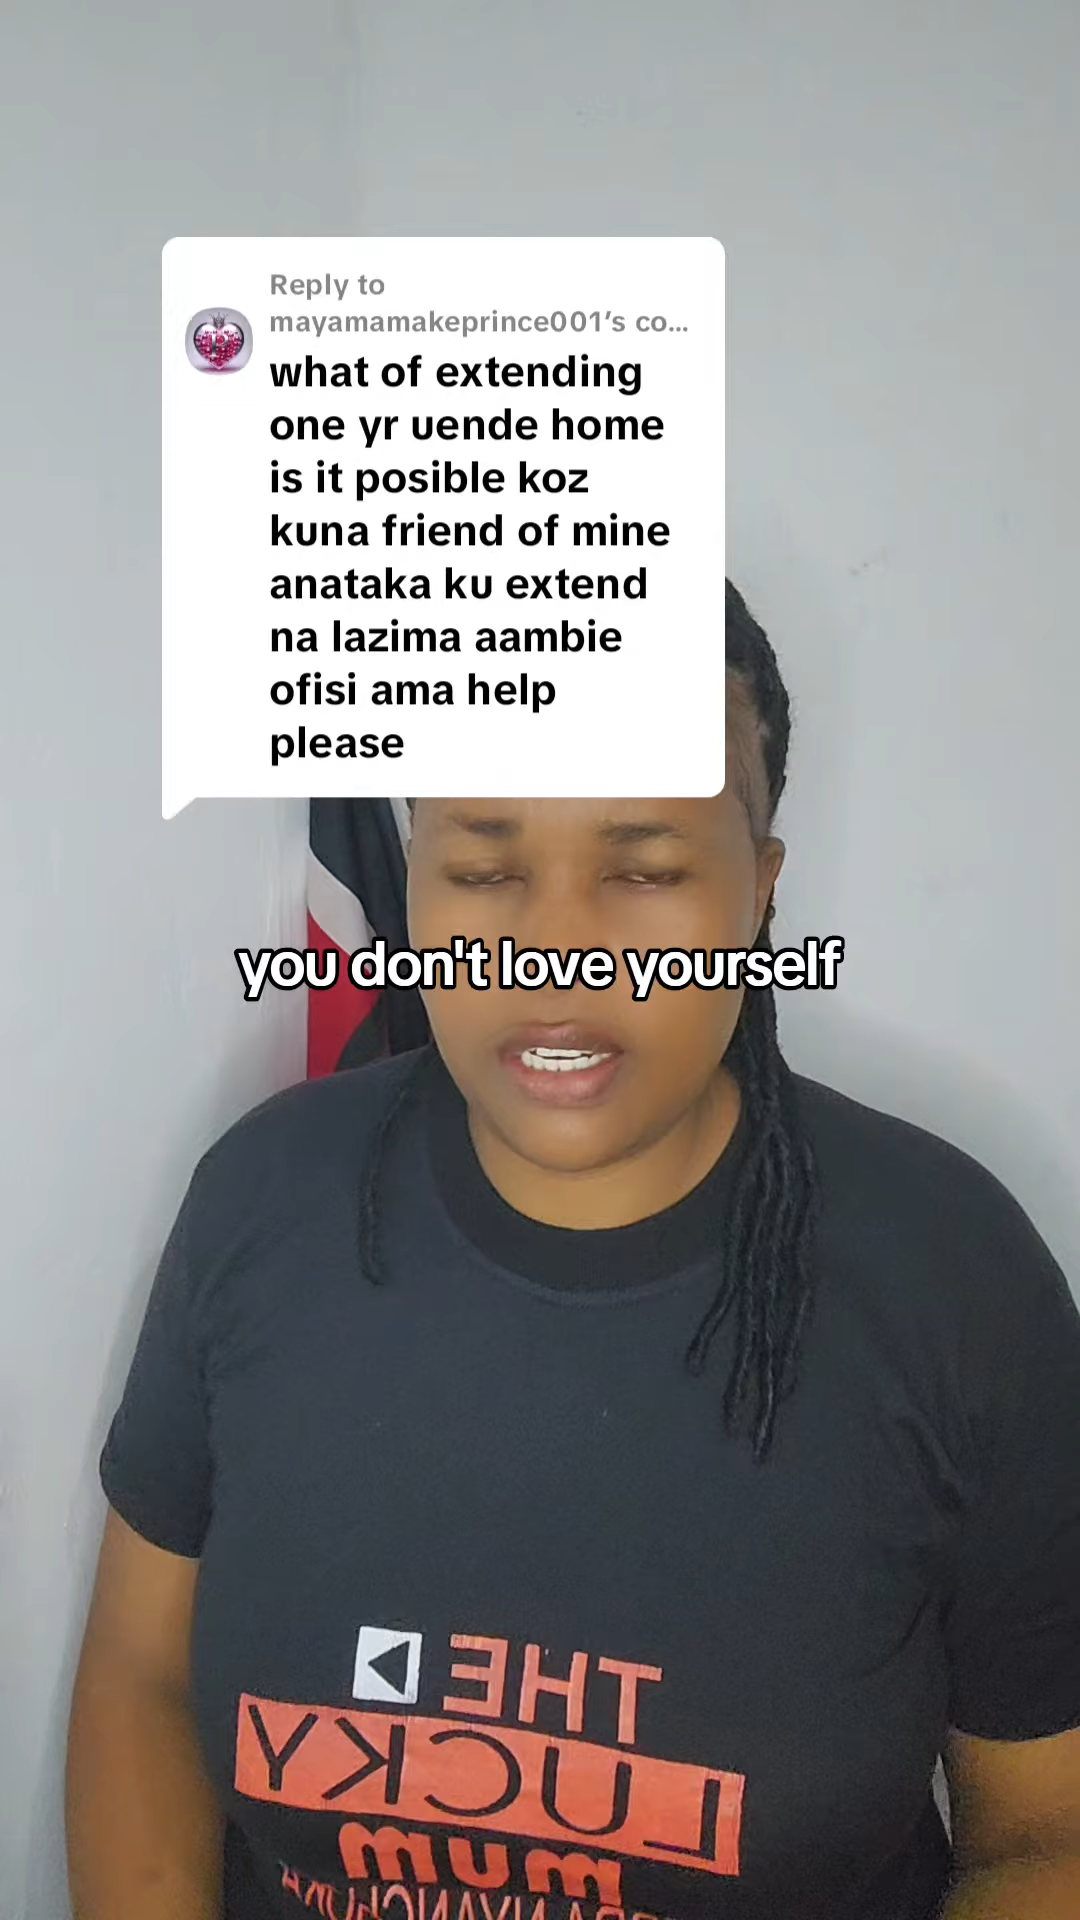 Reply to
mayamamakeprince001's co...
what of extending
one yr uende home
is it posible koz
kuna friend of mine
anataka ku extend
na lazima aambie
ofisi ama help
please
you don't love yourself
THE
LUCKY
mum